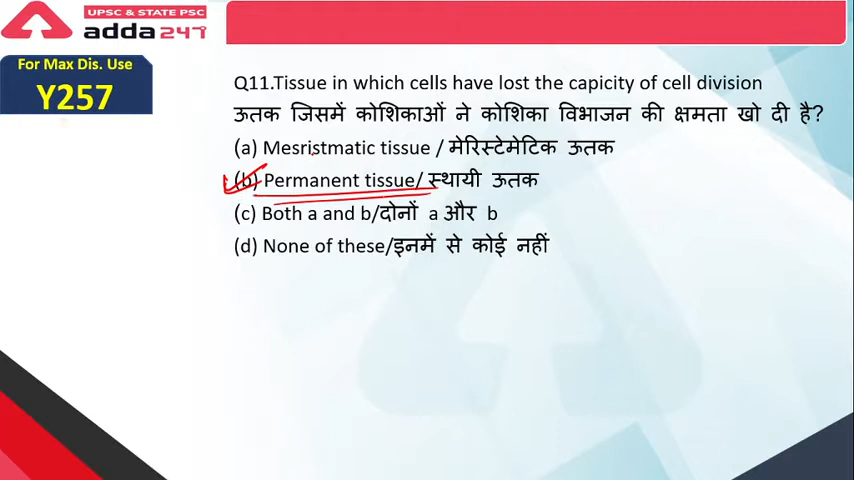 UPSC & STATE PSC
adda247
For Max Dis. Use
Y257
Q11.Tissue in which cells have lost the capicity of cell division
ऊतक जिसमें कोशिकाओं ने कोशिका विभाजन की क्षमता खो दी है?
(a) Mesristmatic tissue / मेरिस्टेमेटिक ऊतक
(b) Permanent tissue/ स्थायी ऊतक
(c) Both a and b/दोनों a और b
(d) None of these/इनमें से कोई नहीं